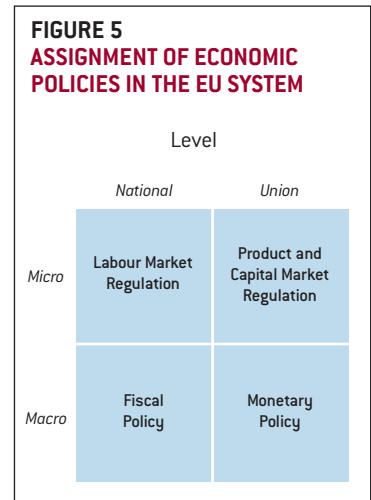 FIGURE 5
ASSIGNMENT OF ECONOMIC
POLICIES IN THE EU SYSTEM
Level
National Union
Micro
Labour Market
Regulation
Product and
Capital Market
Regulation
Macro
Fiscal
Policy
Monetary
Policy